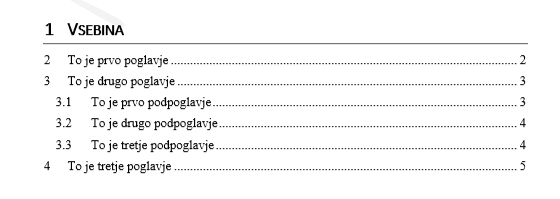 1 VSEBINA
2 To je prvo poglavje ........ 2
3 To je drugo poglavje ........ 3
3.1 To je prvo podpoglavje ........ 3
3.2 To je drugo podpoglavje ........ 4
3.3 To je tretje podpoglavje ........ 4
4 To je tretje poglavje ........ 5